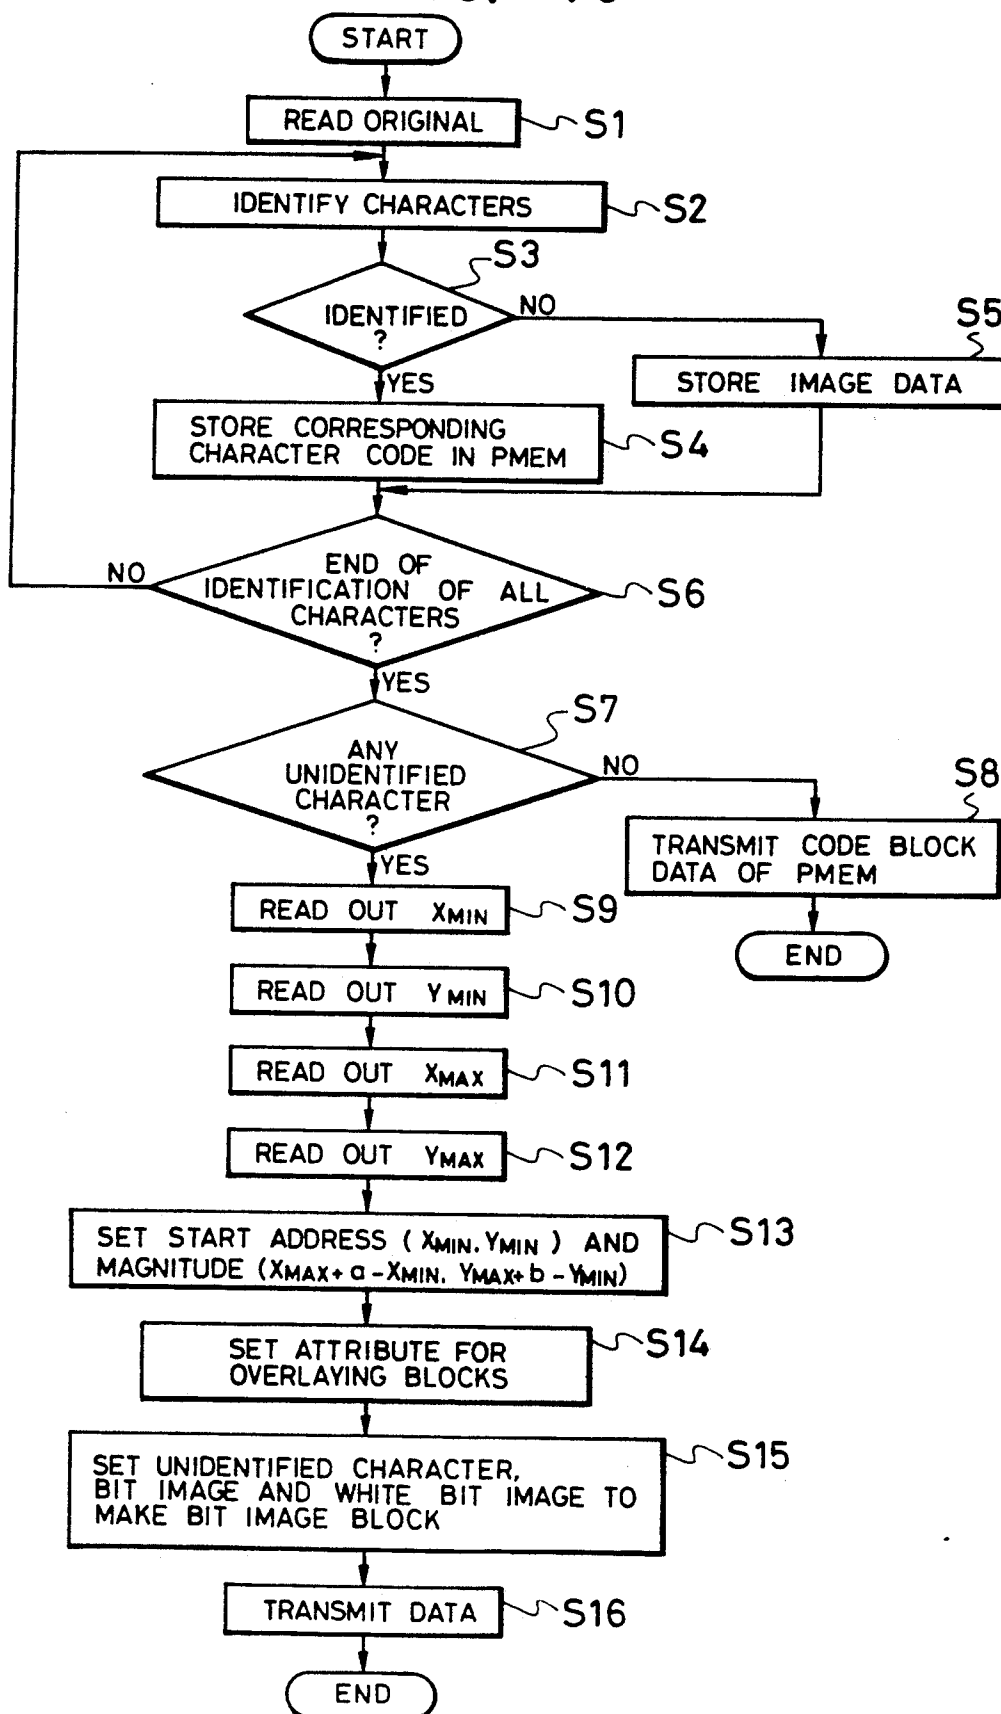 START
READ ORIGINAL
S1
IDENTIFY CHARACTERS
S2
S3
IDENTIFIED
?
NO
YES
S5
STORE IMAGE DATA
STORE CORRESPONDING
CHARACTER CODE IN PMEM
S4
END OF
IDENTIFICATION OF ALL
CHARACTERS
?
NO
S6
YES
S7
ANY
UNIDENTIFIED
CHARACTER
?
NO
YES
S8
TRANSMIT CODE BLOCK
DATA OF PMEM
END
READ OUT XMIN
S9
READ OUT YMIN
S10
READ OUT XMAX
S11
READ OUT YMAX
S12
SET START ADDRESS (XMIN. YMIN) AND
MAGNITUDE (XMAX+a-XMIN. YMAX+b-YMIN)
S13
SET ATTRIBUTE FOR
OVERLAYING BLOCKS
S14
SET UNIDENTIFIED CHARACTER,
BIT IMAGE AND WHITE BIT IMAGE TO
MAKE BIT IMAGE BLOCK
S15
TRANSMIT DATA
S16
END